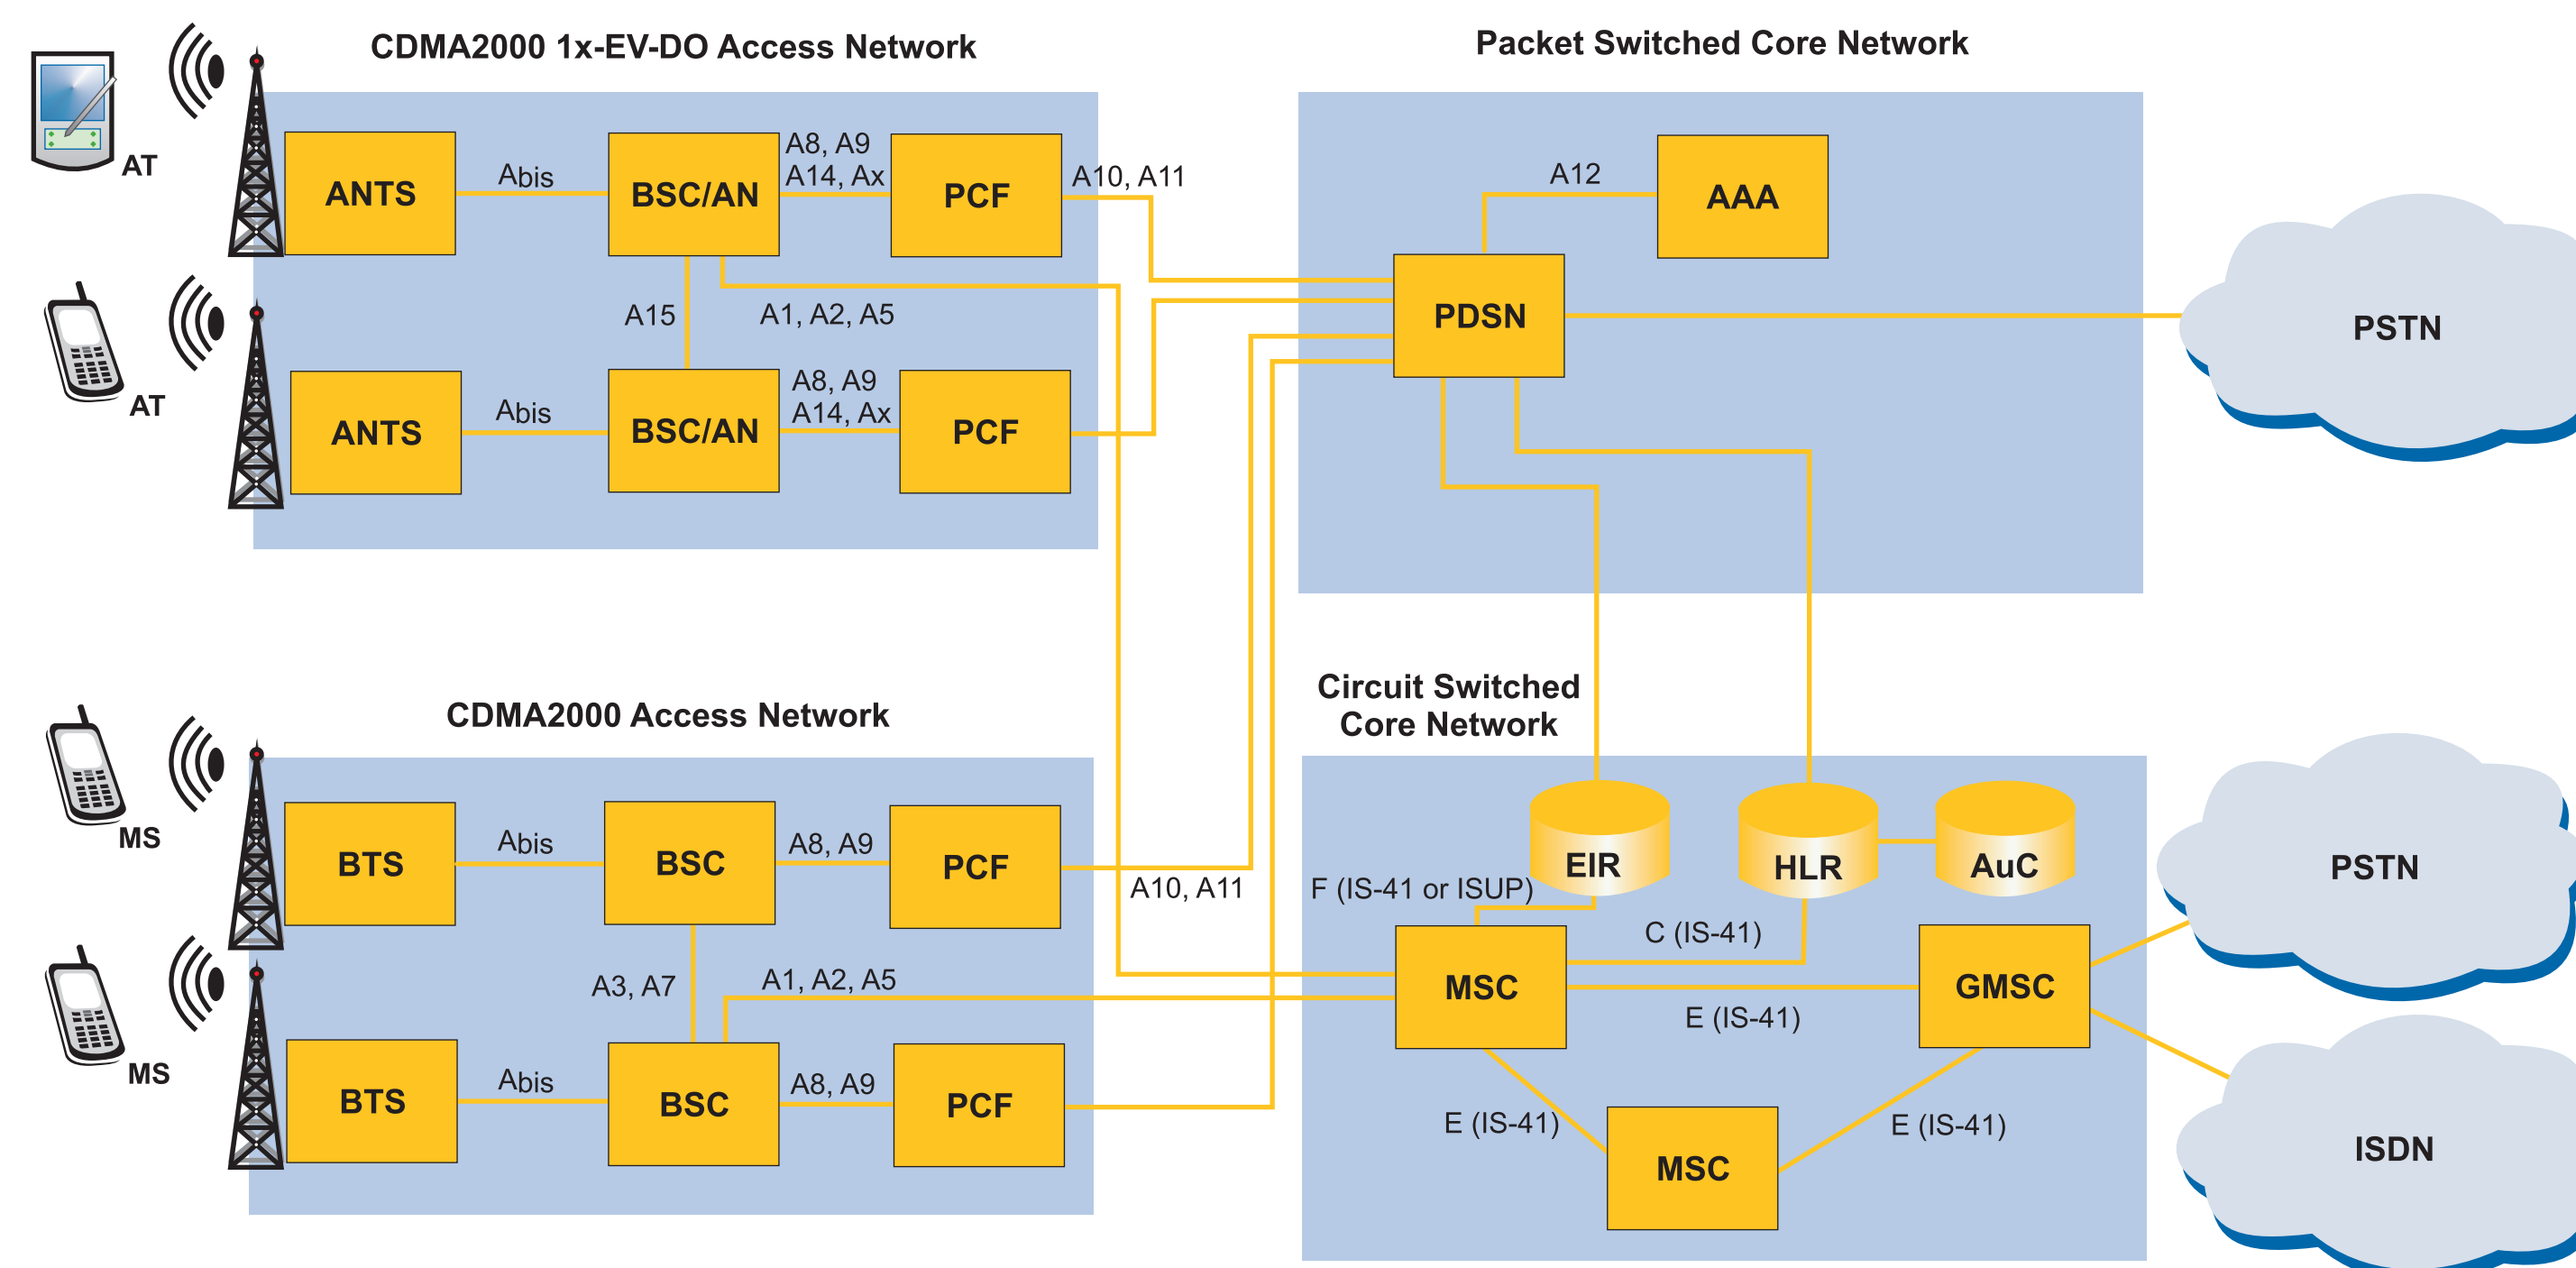 CDMA2000 1x-EV-DO Access Network
Packet Switched Core Network
AT
ANTS
Abis
BSC/AN
A8, A9
A14, Ax
PCF
A10, A11
A12
AAA
PDSN
PSTN
A15
A1, A2, A5
AT
ANTS
Abis
BSC/AN
A8, A9
A14, Ax
PCF
CDMA2000 Access Network
Circuit Switched
Core Network
MS
BTS
Abis
BSC
A8, A9
PCF
A10, A11
EIR
HLR
AuC
PSTN
F (IS-41 or ISUP)
C (IS-41)
MSC
GMSC
E (IS-41)
A3, A7
A1, A2, A5
MS
BTS
Abis
BSC
A8, A9
PCF
E (IS-41)
E (IS-41)
MSC
ISDN